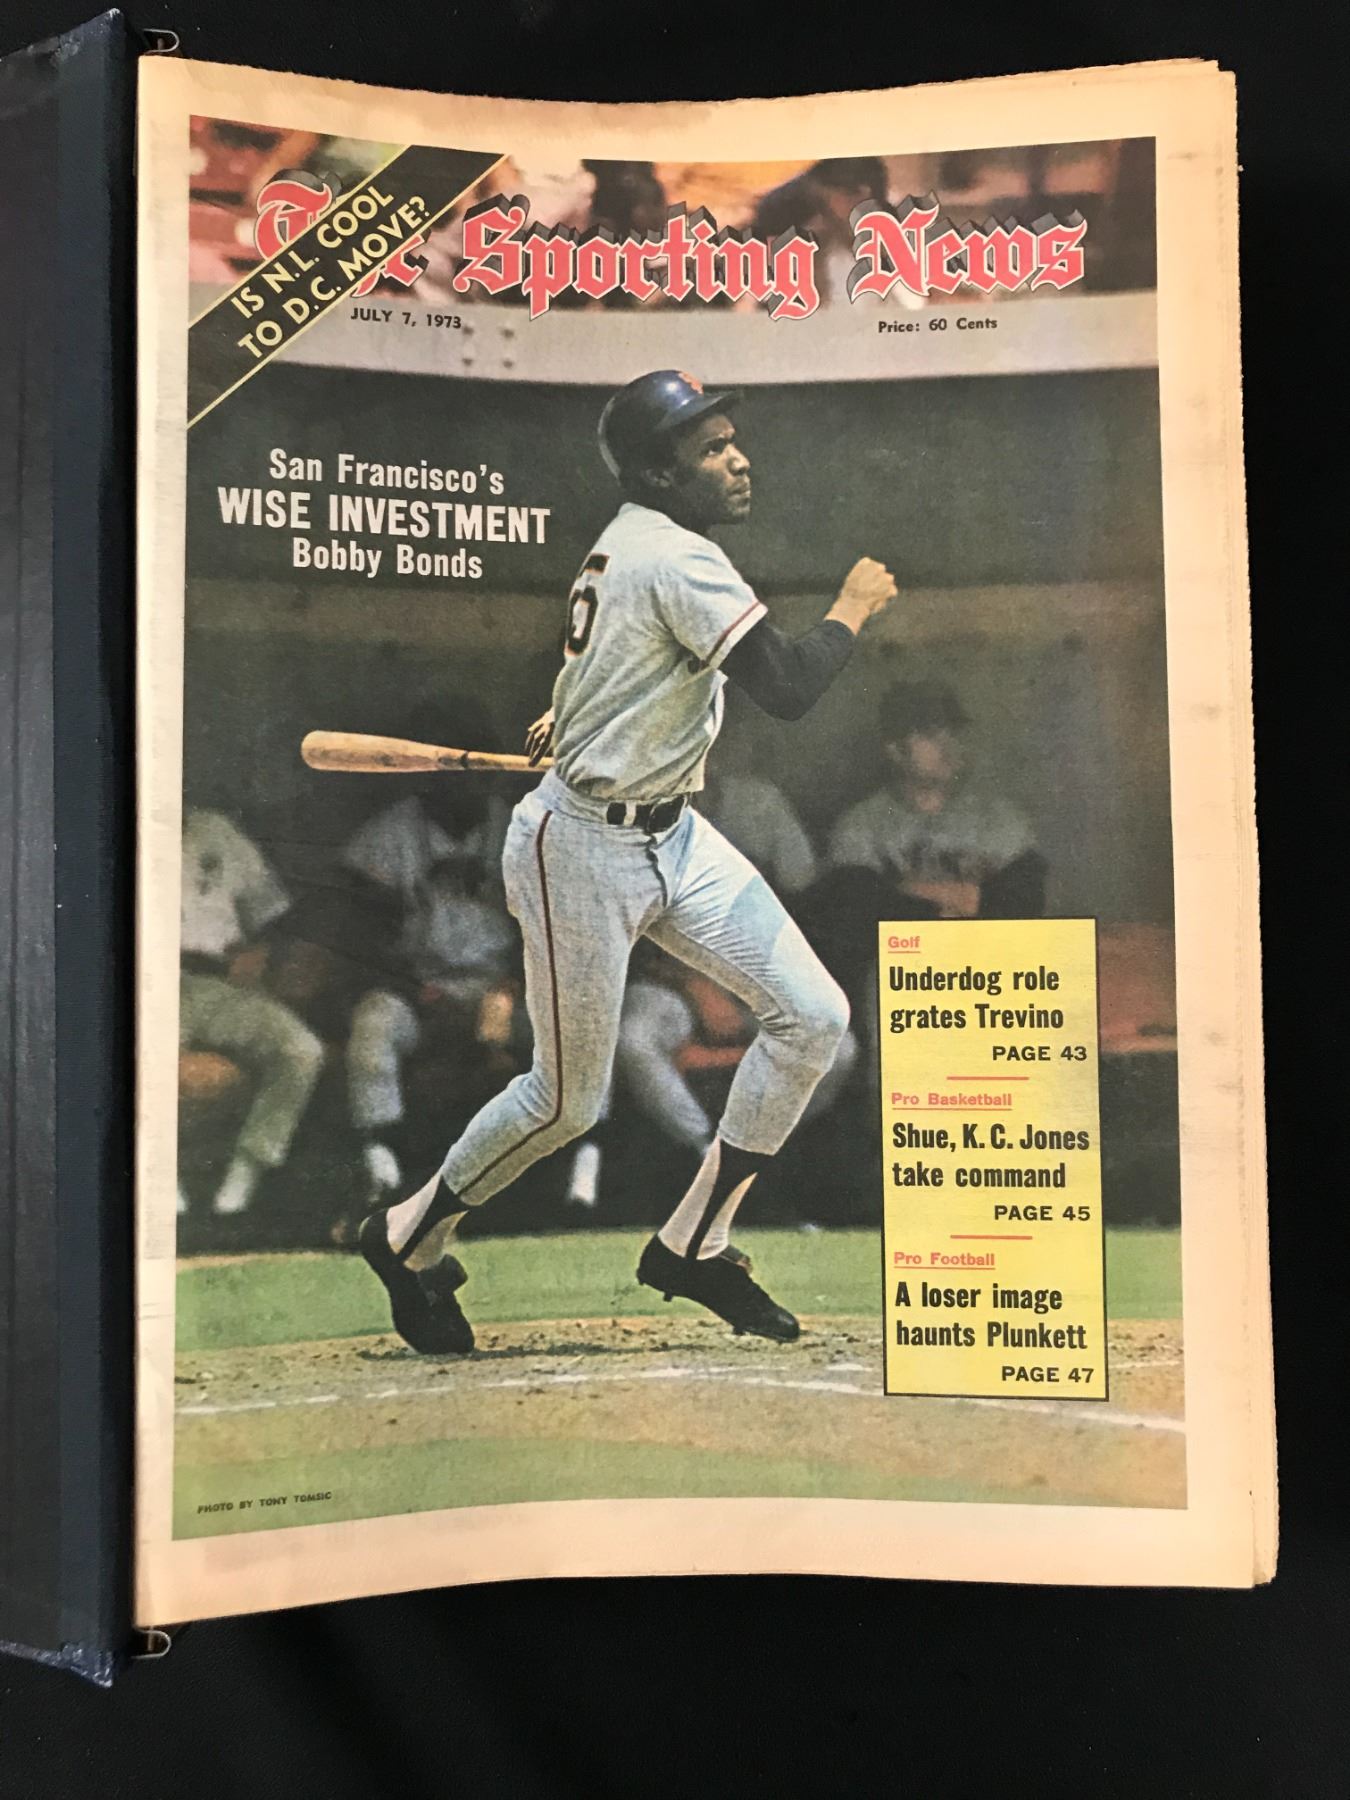 IS N.L. COOL
TO D.C. MOVE?
The Sporting News
JULY 7, 1973
Price: 60 Cents
San Francisco's
WISE INVESTMENT
Bobby Bonds
Golf
Underdog role
grates Trevino
PAGE 43
Pro Basketball
Shue, K. C. Jones
take command
PAGE 45
Pro Football
A loser image
haunts Plunkett
PAGE 47
PHOTO BY TONY TOMSIC